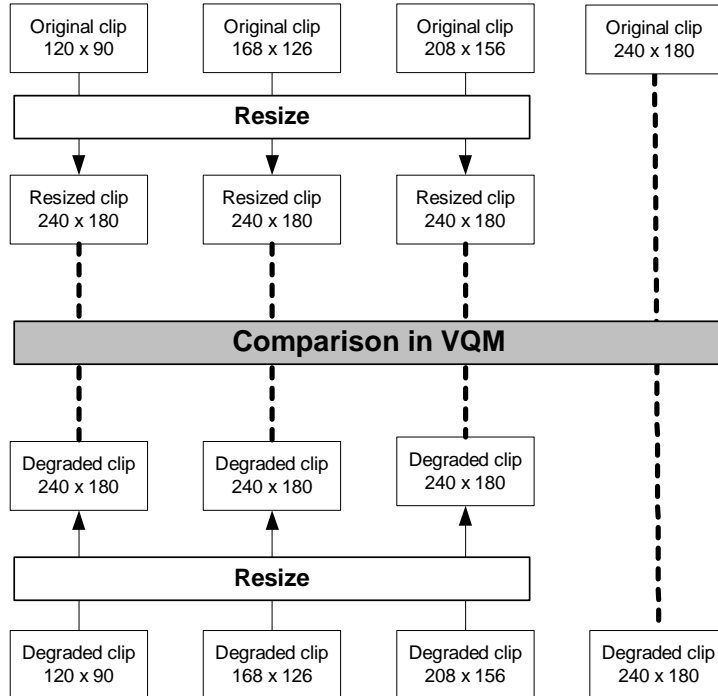 Original clip
120 x 90
Original clip
168 x 126
Original clip
208 x 156
Original clip
240 x 180
Resize
Resized clip
240 x 180
Resized clip
240 x 180
Resized clip
240 x 180
Comparison in VQM
Degraded clip
240 x 180
Degraded clip
240 x 180
Degraded clip
240 x 180
Resize
Degraded clip
120 x 90
Degraded clip
168 x 126
Degraded clip
208 x 156
Degraded clip
240 x 180